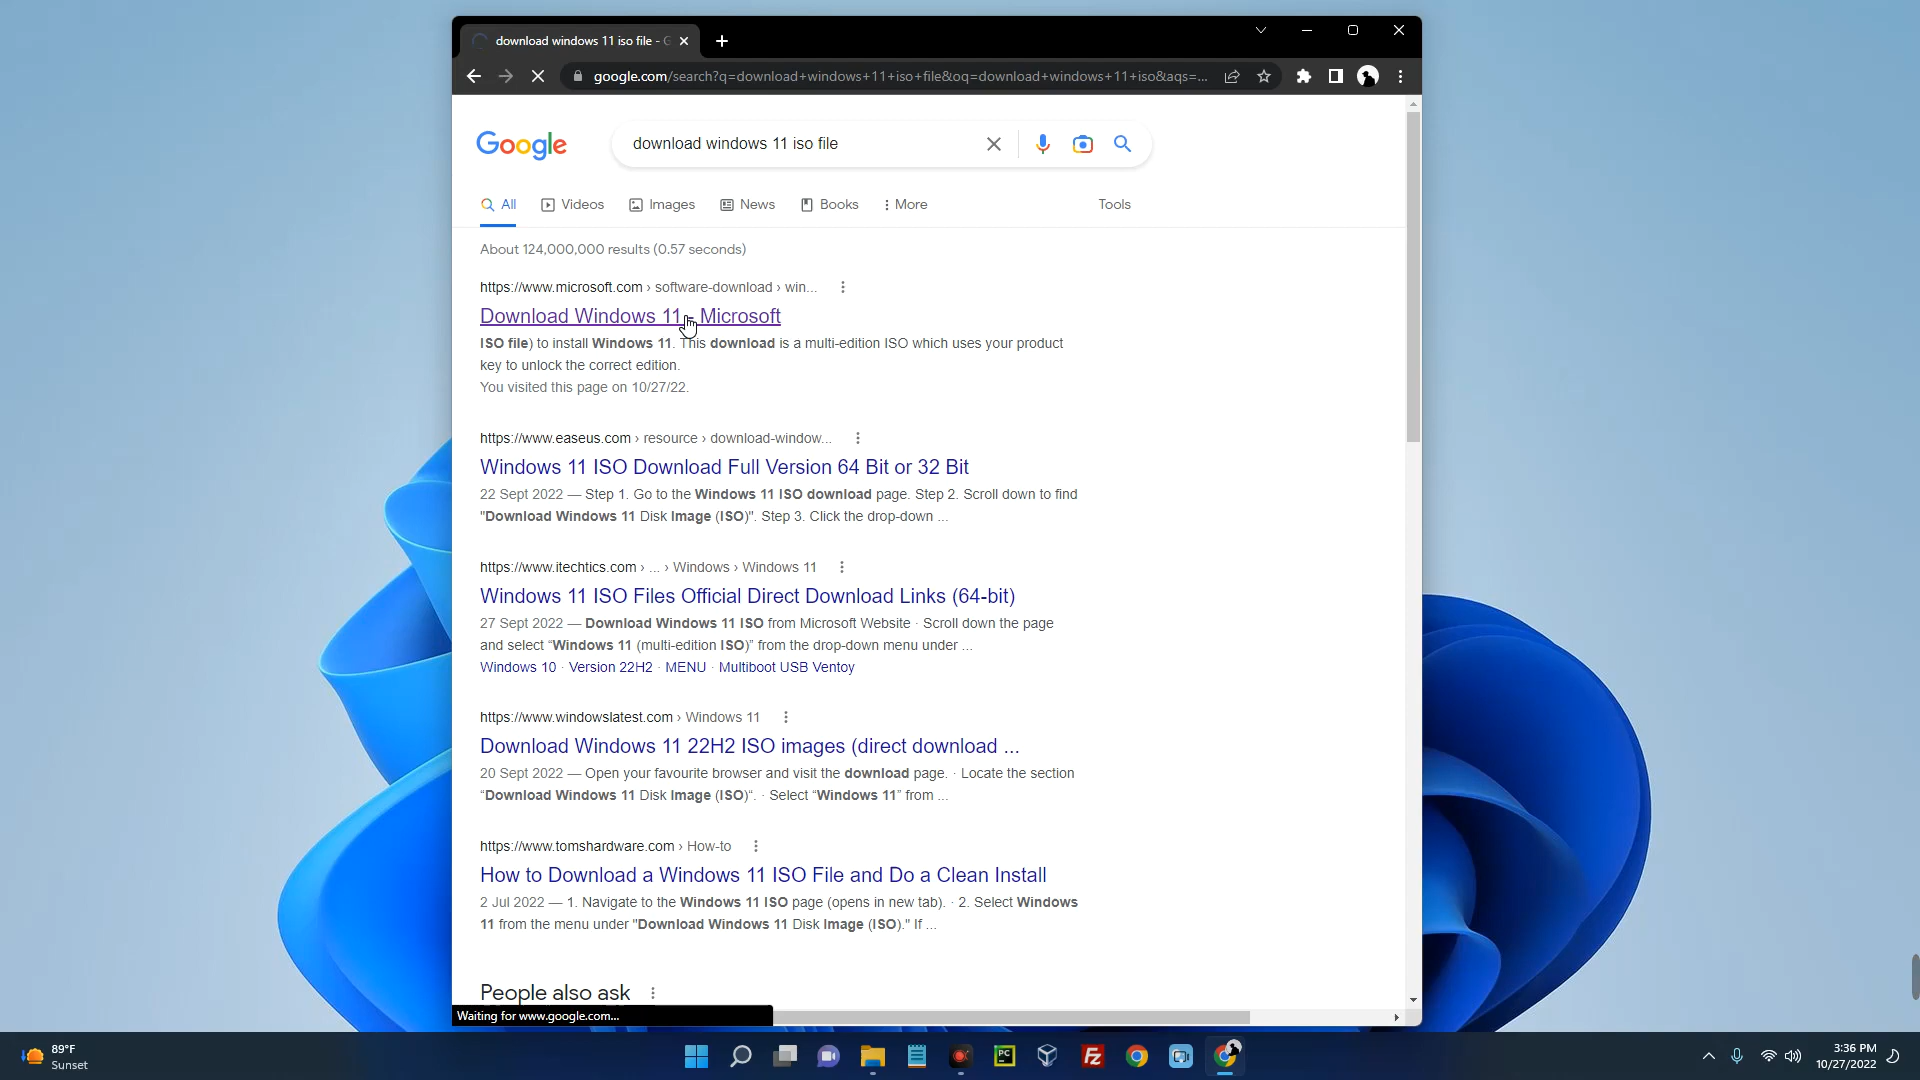 download windows 11 iso file - G
google.com/search?q=download+windows+11+iso+file&oq=download+windows+11+iso&aqs=...
Google
download windows 11 iso file
All
Videos
Images
News
Books
More
Tools
About 124,000,000 results (0.57 seconds)
https://www.microsoft.com › software-download › win...
Download Windows 11 - Microsoft
ISO file) to install Windows 11. This download is a multi-edition ISO which uses your product
key to unlock the correct edition.
You visited this page on 10/27/22.
https://www.easeus.com › resource › download-window...
Windows 11 ISO Download Full Version 64 Bit or 32 Bit
22 Sept 2022 — Step 1. Go to the Windows 11 ISO download page. Step 2. Scroll down to find
"Download Windows 11 Disk Image (ISO)". Step 3. Click the drop-down ...
https://www.itechtics.com › ... › Windows › Windows 11
Windows 11 ISO Files Official Direct Download Links (64-bit)
27 Sept 2022 — Download Windows 11 ISO from Microsoft Website · Scroll down the page
and select “Windows 11 (multi-edition ISO)” from the drop-down menu under ...
Windows 10 · Version 22H2 · MENU · Multiboot USB Ventoy
https://www.windowslatest.com › Windows 11
Download Windows 11 22H2 ISO images (direct download ...
20 Sept 2022 — Open your favourite browser and visit the download page. · Locate the section
“Download Windows 11 Disk Image (ISO)“. · Select “Windows 11” from ...
https://www.tomshardware.com › How-to
How to Download a Windows 11 ISO File and Do a Clean Install
2 Jul 2022 — 1. Navigate to the Windows 11 ISO page (opens in new tab). · 2. Select Windows
11 from the menu under "Download Windows 11 Disk Image (ISO)." If ...
People also ask
Waiting for www.google.com...
89°F
Sunset
PC
Fz
3:36 PM
10/27/2022